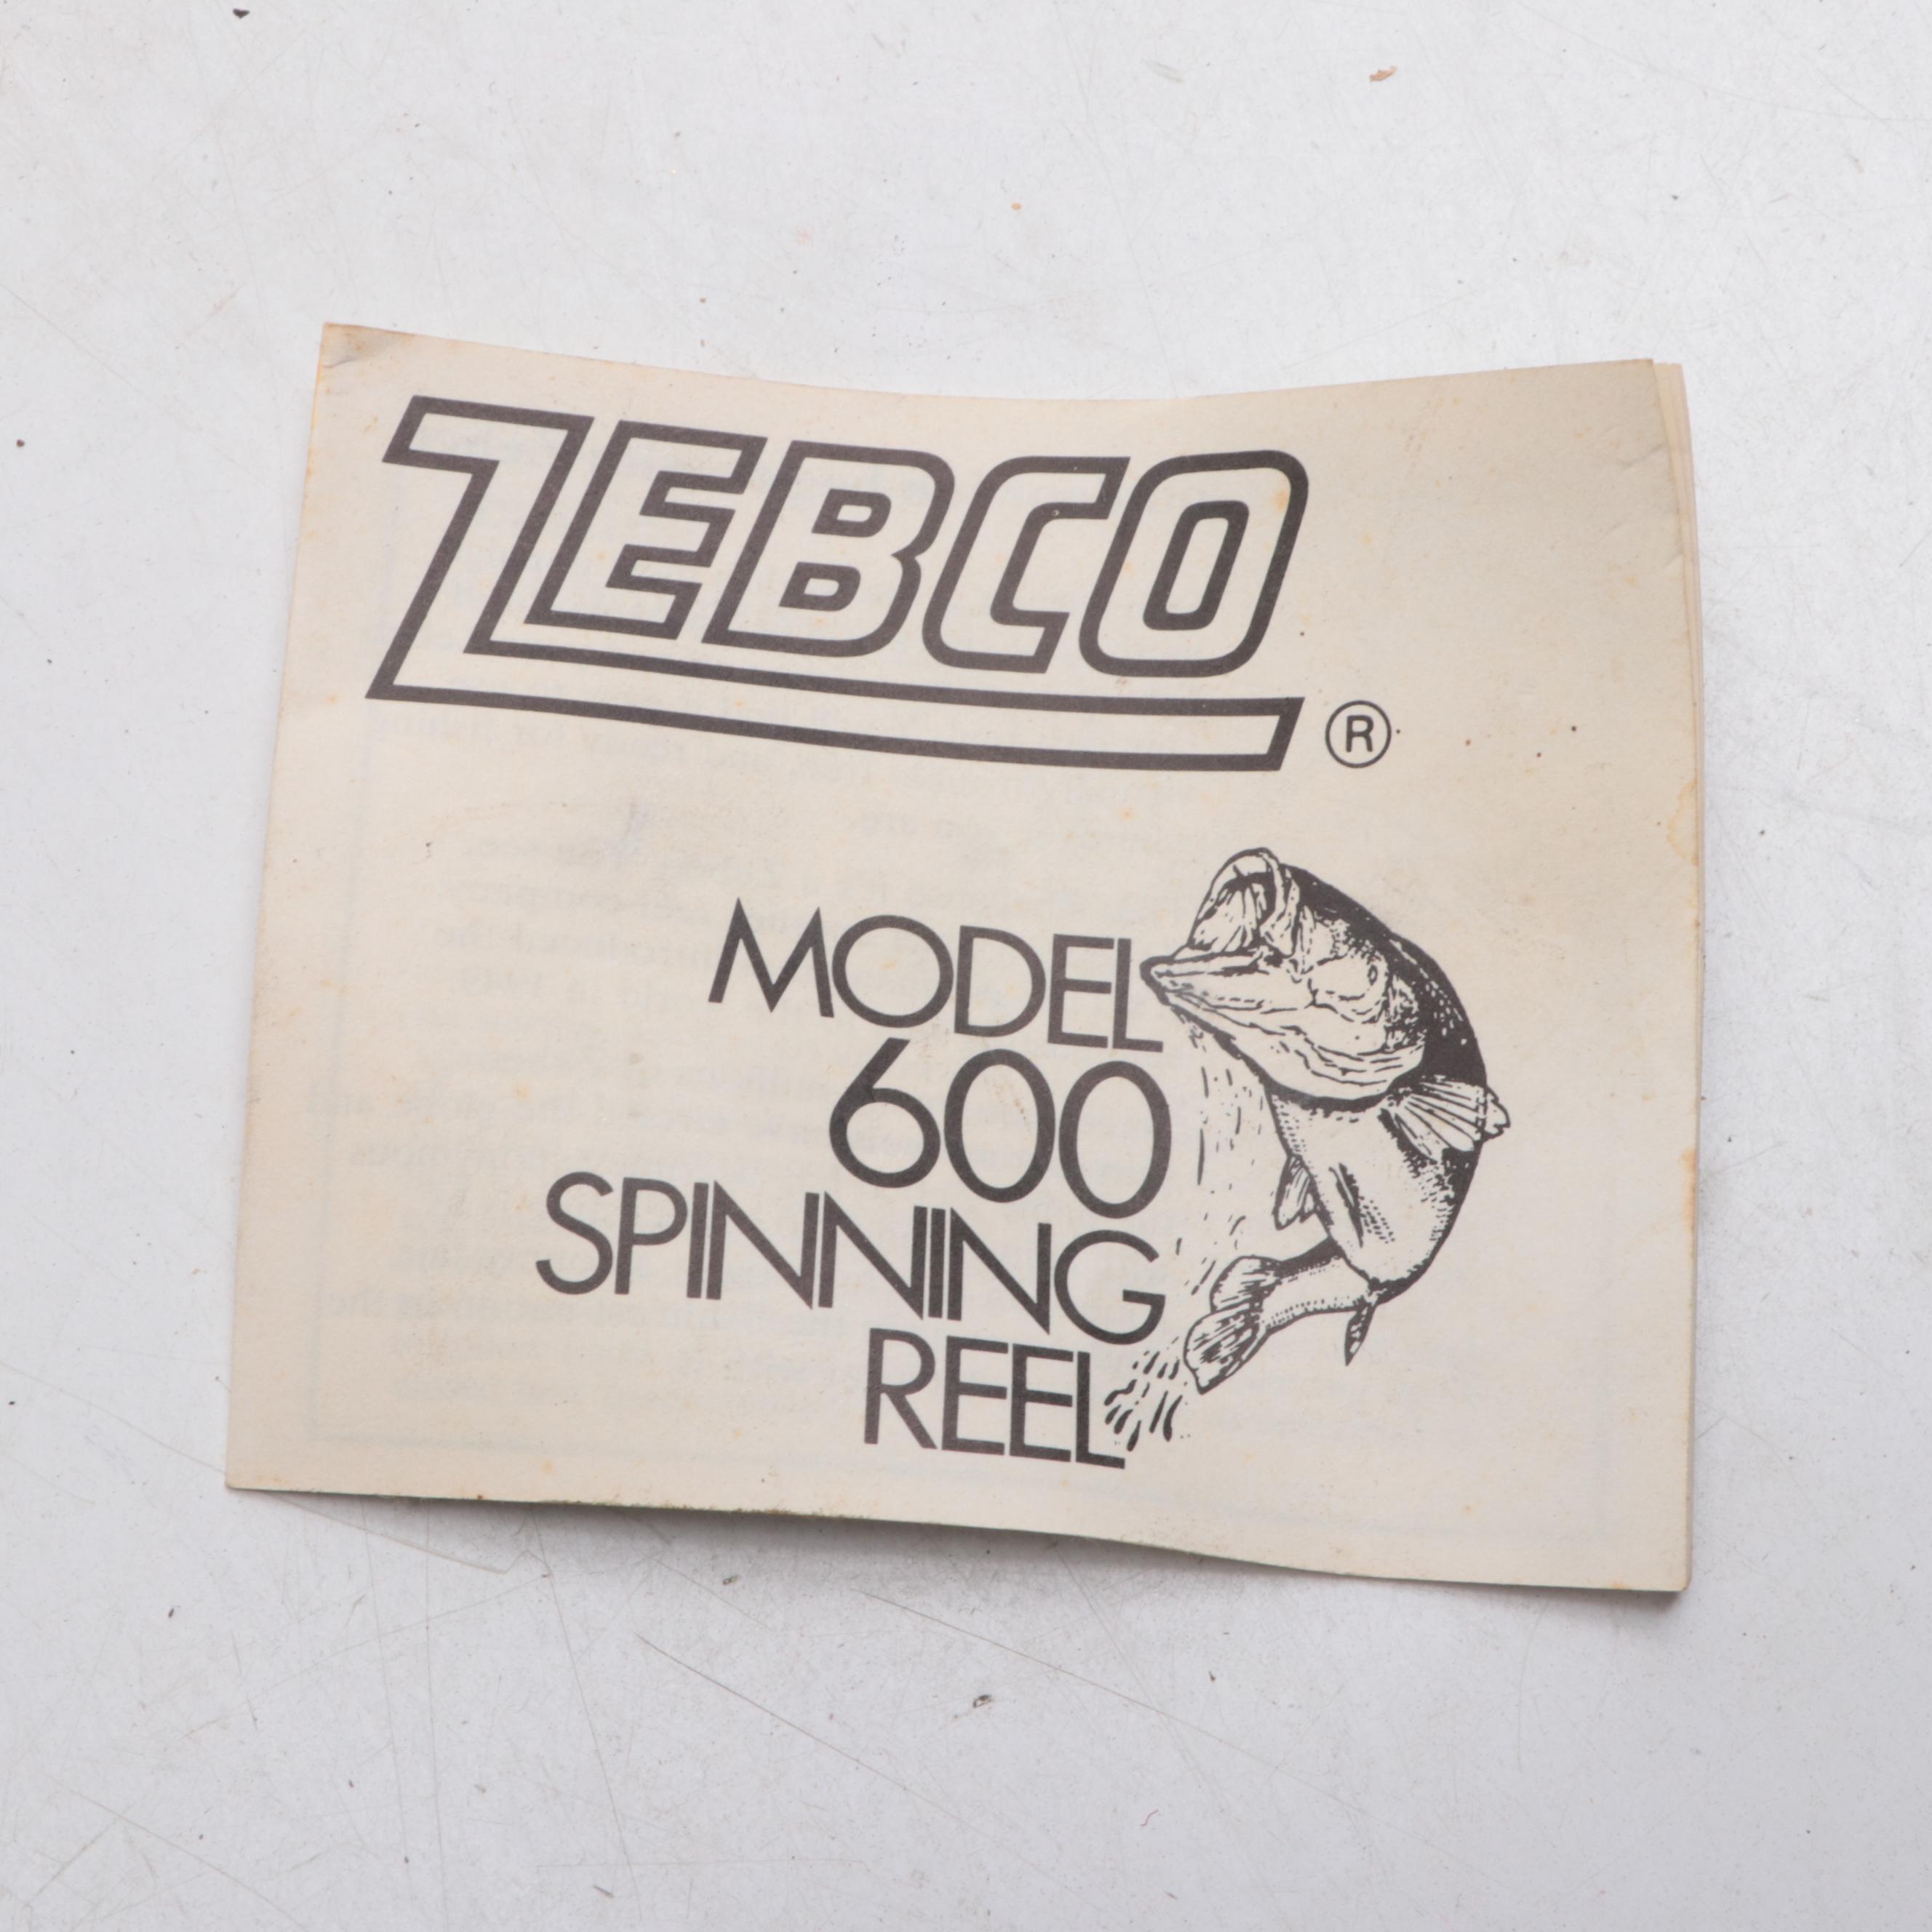 ZEBCO ®
MODEL
600
SPINNING
REEL